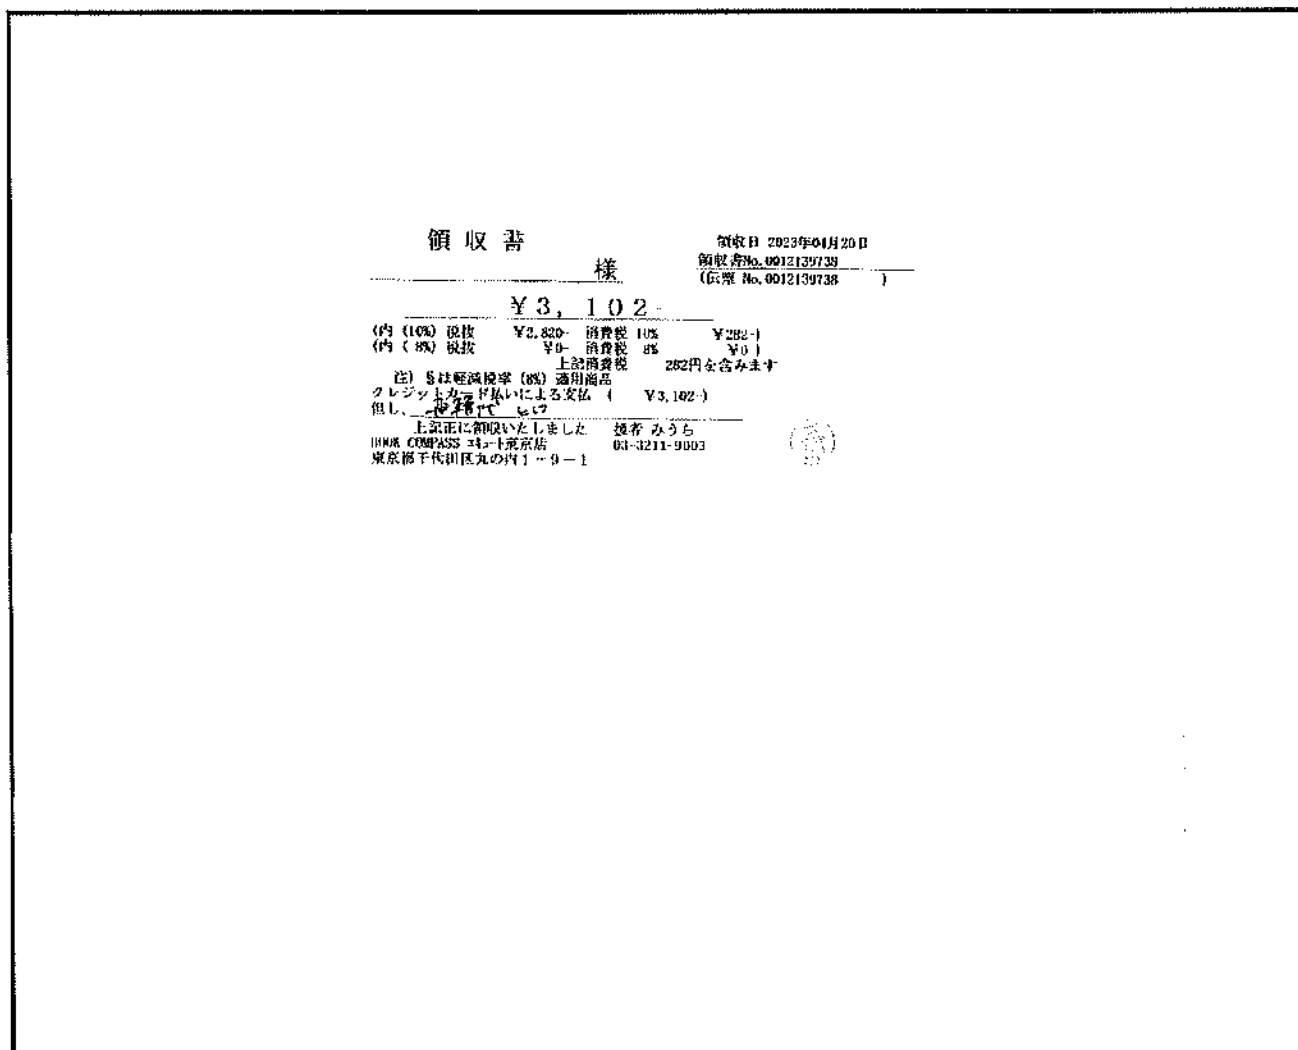 領収書
領収日 2023年04月20日
様
領収書No.0012139738
(伝票 No.0012139738 )
¥3,102-
(内 (10%) 税抜 ¥2,820- 消費税 10% ¥282-)
(内 ( 8%) 税抜 ¥0- 消費税 8% ¥0 )
上記消費税 282円を含みます
注) §は軽減税率 (8%) 適用商品
クレジットカード払いによる支払 ( ¥3,102-)
但し、書籍代 として
上記正に領収いたしました 扱者 みうち
BOOK COMPASS エキュート東京店 03-3211-9003
東京都千代田区丸の内1-9-1